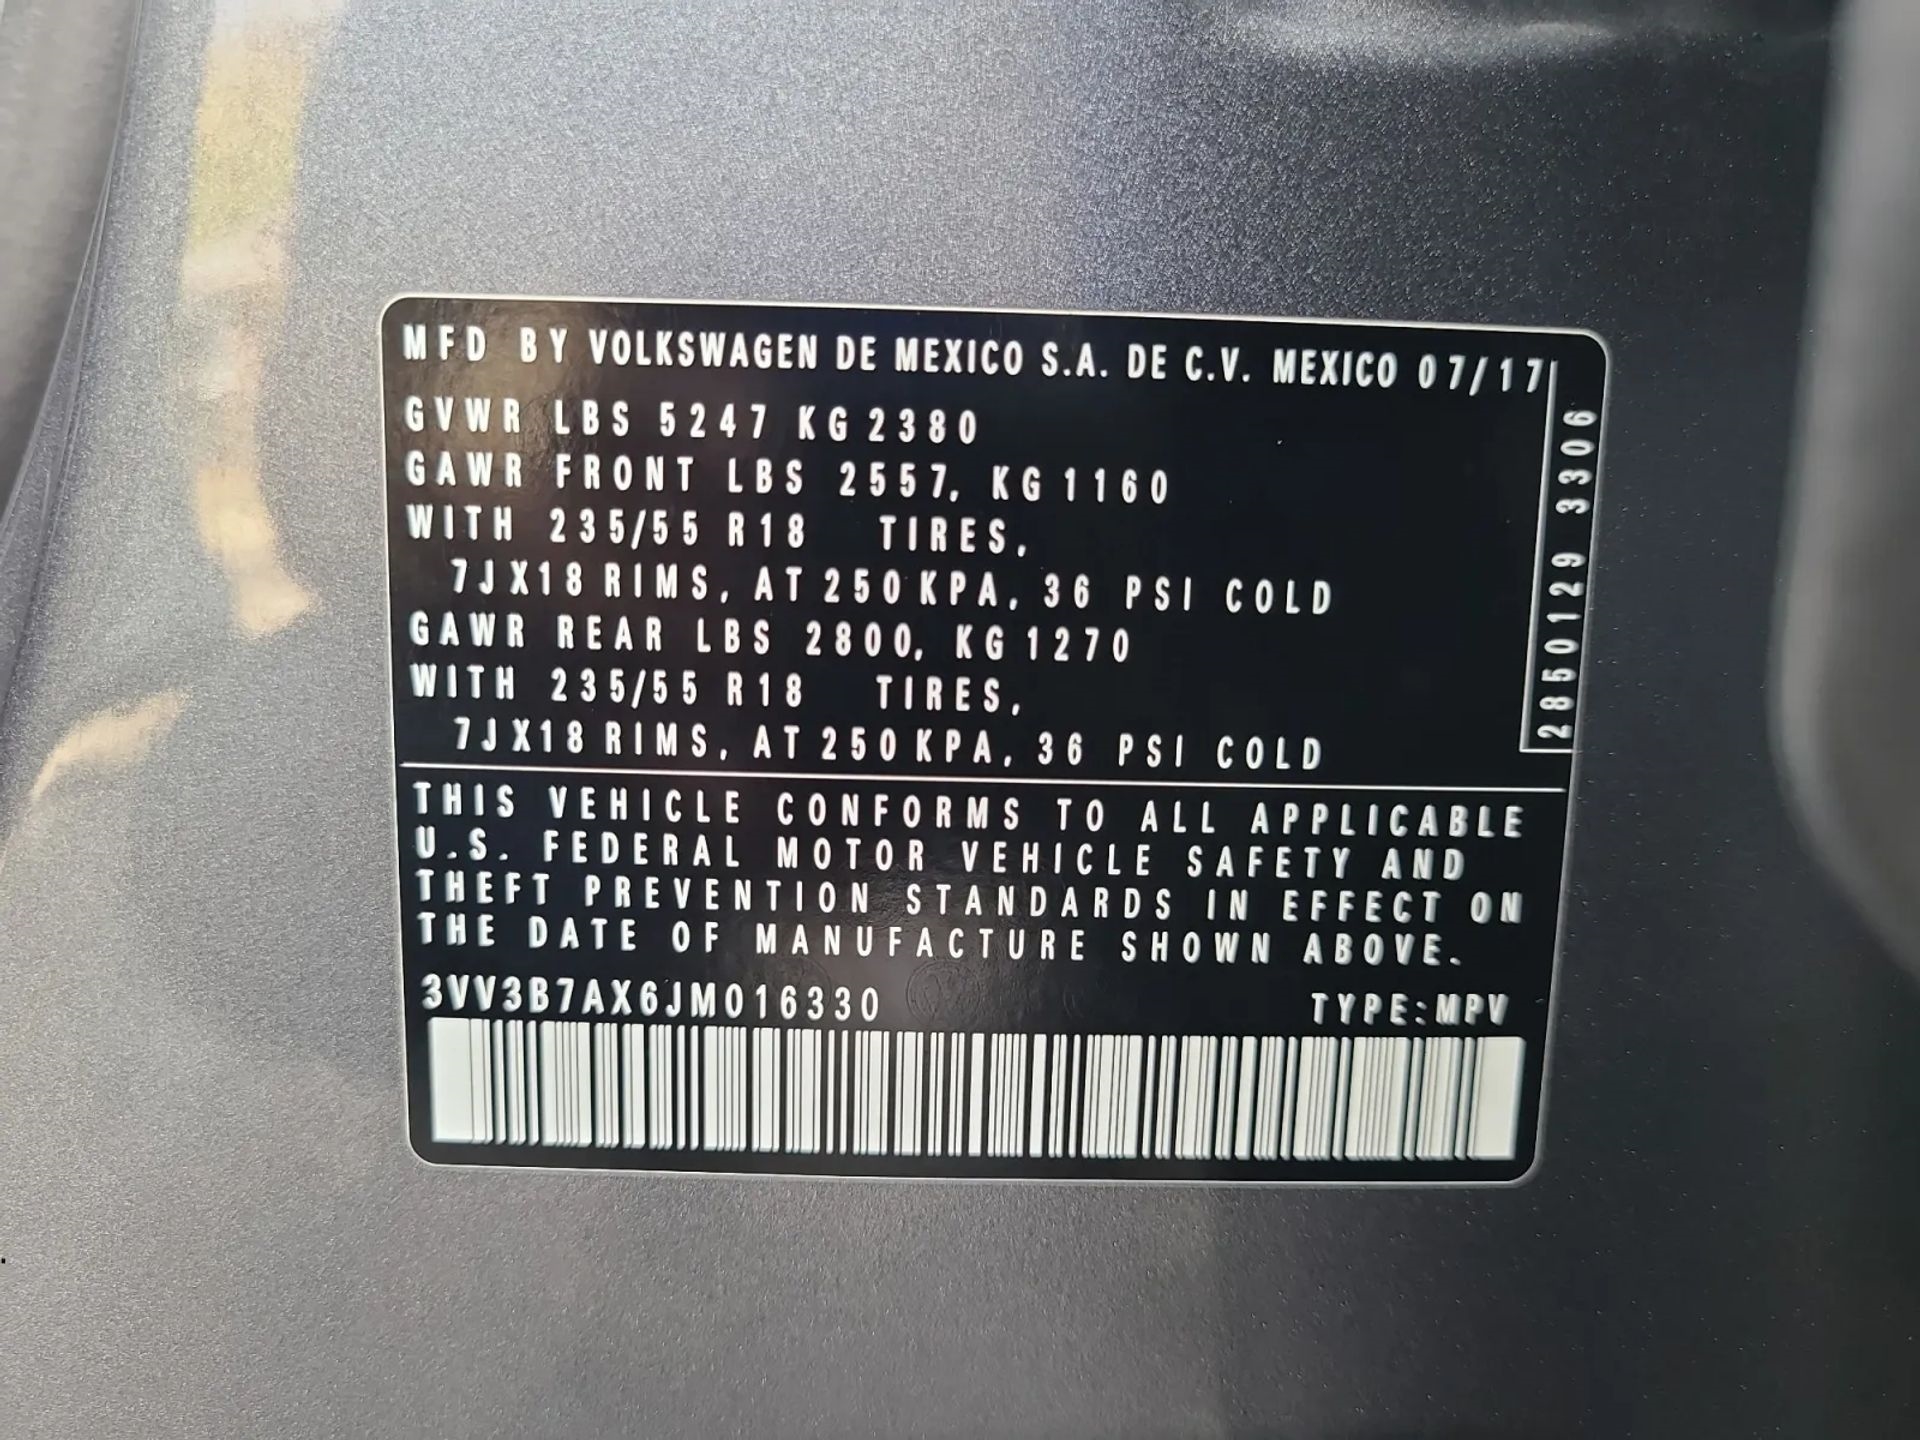 MFD BY VOLKSWAGEN DE MEXICO S.A. DE C.V. MEXICO 07/17
GVWR LBS 5247 KG 2380
GAWR FRONT LBS 2557, KG 1160
WITH 235/55 R18 TIRES,
7JX18 RIMS, AT 250 KPA, 36 PSI COLD
GAWR REAR LBS 2800, KG 1270
WITH 235/55 R18 TIRES,
7JX18 RIMS, AT 250 KPA, 36 PSI COLD
2850129 3306
THIS VEHICLE CONFORMS TO ALL APPLICABLE
U.S. FEDERAL MOTOR VEHICLE SAFETY AND
THEFT PREVENTION STANDARDS IN EFFECT ON
THE DATE OF MANUFACTURE SHOWN ABOVE.
3VV3B7AX6JM016330 TYPE:MPV